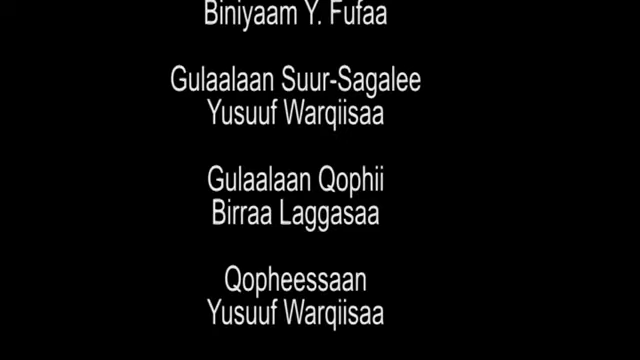 Biniyaam Y. Fufaa
Gulaalaan Suur-Sagalee
Yusuuf Warqiisaa
Gulaalaan Qophii
Birraa Laggasaa
Qopheessaan
Yusuuf Warqiisaa